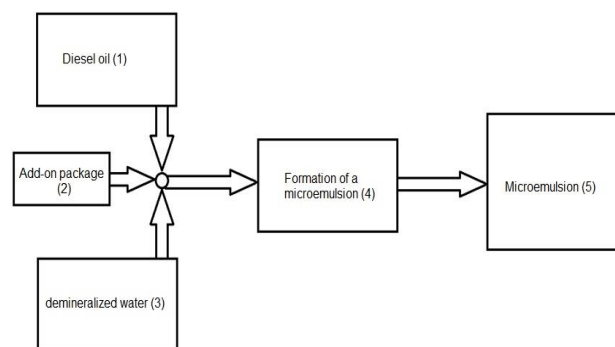 Diesel oil (1)
Add-on package
(2)
demineralized water (3)
Formation of a
microemulsion (4)
Microemulsion (5)